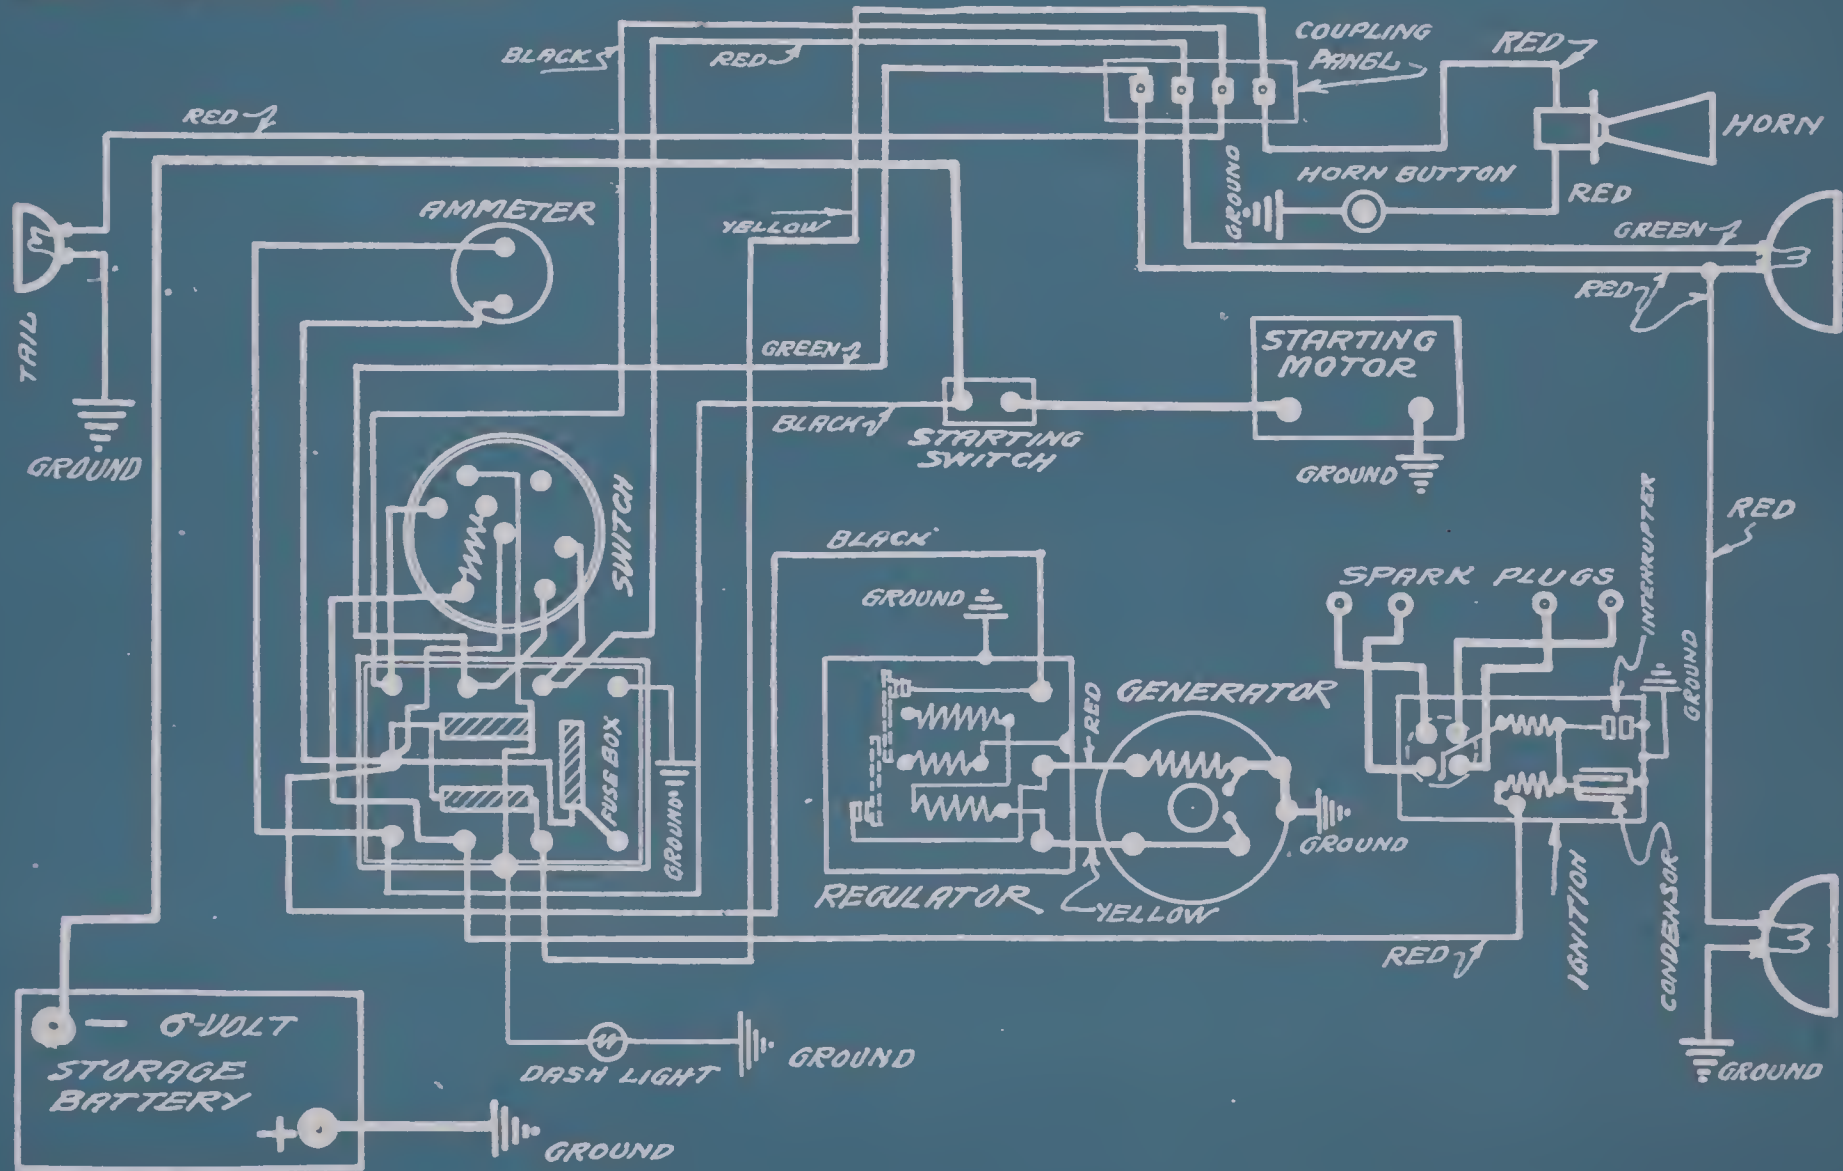 BLACK
RED
COUPLING
PANEL
RED
RED
HORN
GROUND
HORN BUTTON
RED
AMMETER
YELLOW
GREEN
RED
TAIL
GREEN
STARTING
MOTOR
BLACK
STARTING
SWITCH
GROUND
GROUND
SWITCH
RED
BLACK
INTERRUPTER
SPARK PLUGS
GROUND
GROUND
RED
GENERATOR
FUSE BOX
GROUND
GROUND
REGULATOR
YELLOW
IGNITION
CONDENSOR
RED
- 6-VOLT
STORAGE
BATTERY
+
DASH LIGHT
GROUND
GROUND
GROUND